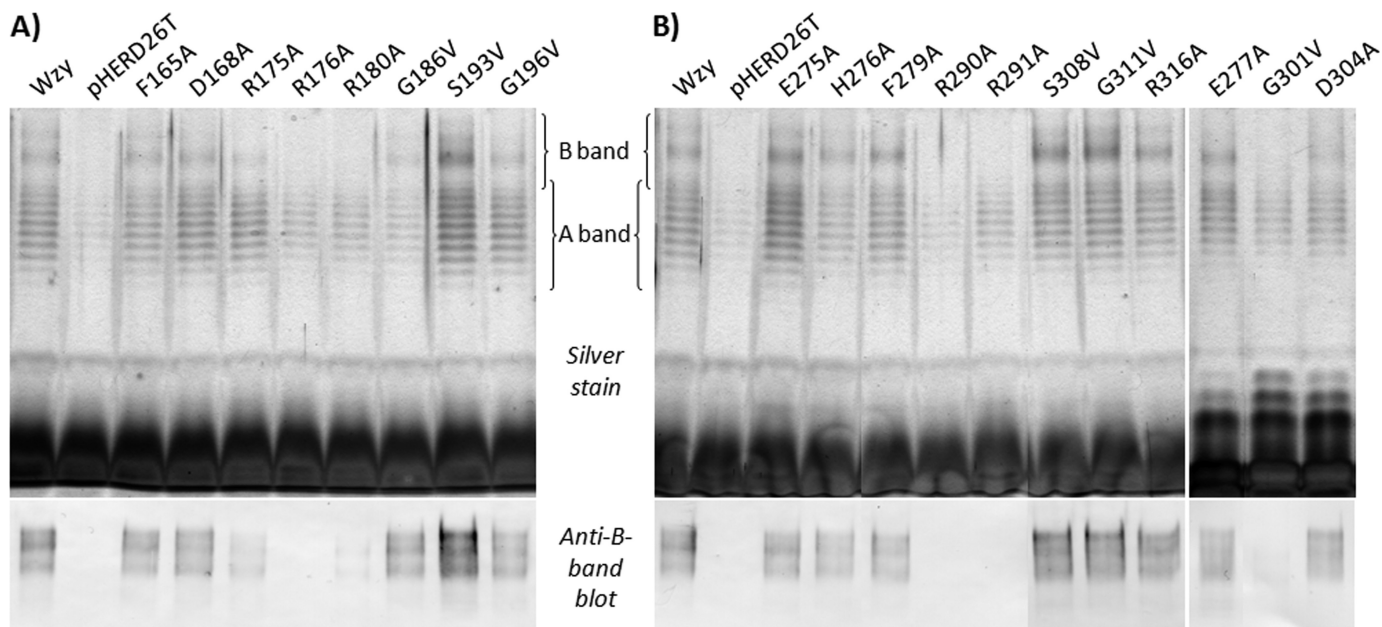 A)
Wzy
pHERD26T
F165A
D168A
R175A
R176A
R180A
G186V
S193V
G196V
B)
Wzy
pHERD26T
E275A
H276A
F279A
R290A
R291A
S308V
G311V
R316A
E277A
G301V
D304A
B band
A band
Silver
stain
Anti-B-
band
blot